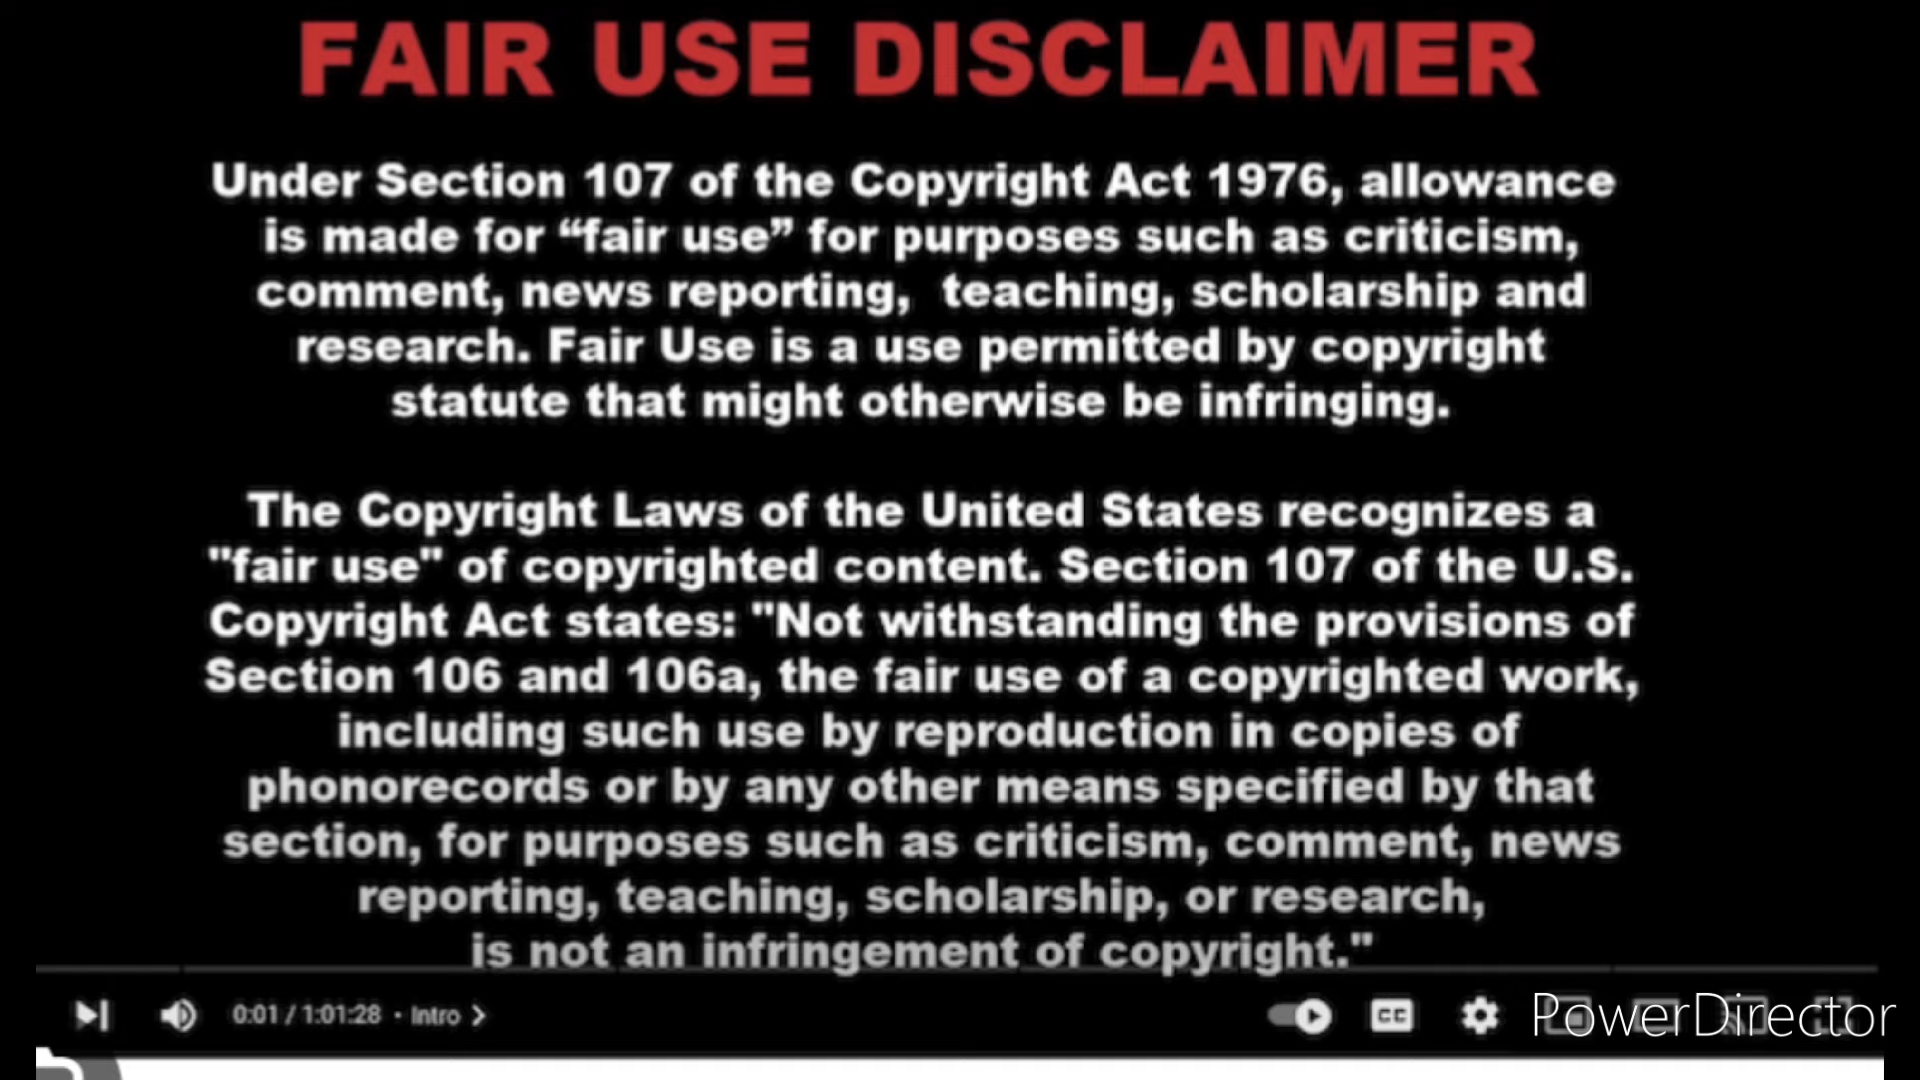 FAIR USE DISCLAIMER
Under Section 107 of the Copyright Act 1976, allowance
is made for “fair use” for purposes such as criticism,
comment, news reporting,  teaching, scholarship and
research. Fair Use is a use permitted by copyright
statute that might otherwise be infringing.
The Copyright Laws of the United States recognizes a
"fair use" of copyrighted content. Section 107 of the U.S.
Copyright Act states: "Not withstanding the provisions of
Section 106 and 106a, the fair use of a copyrighted work,
including such use by reproduction in copies of
phonorecords or by any other means specified by that
section, for purposes such as criticism, comment, news
reporting, teaching, scholarship, or research,
is not an infringement of copyright."
0:01 / 1:01:28 • Intro
CC
PowerDirector